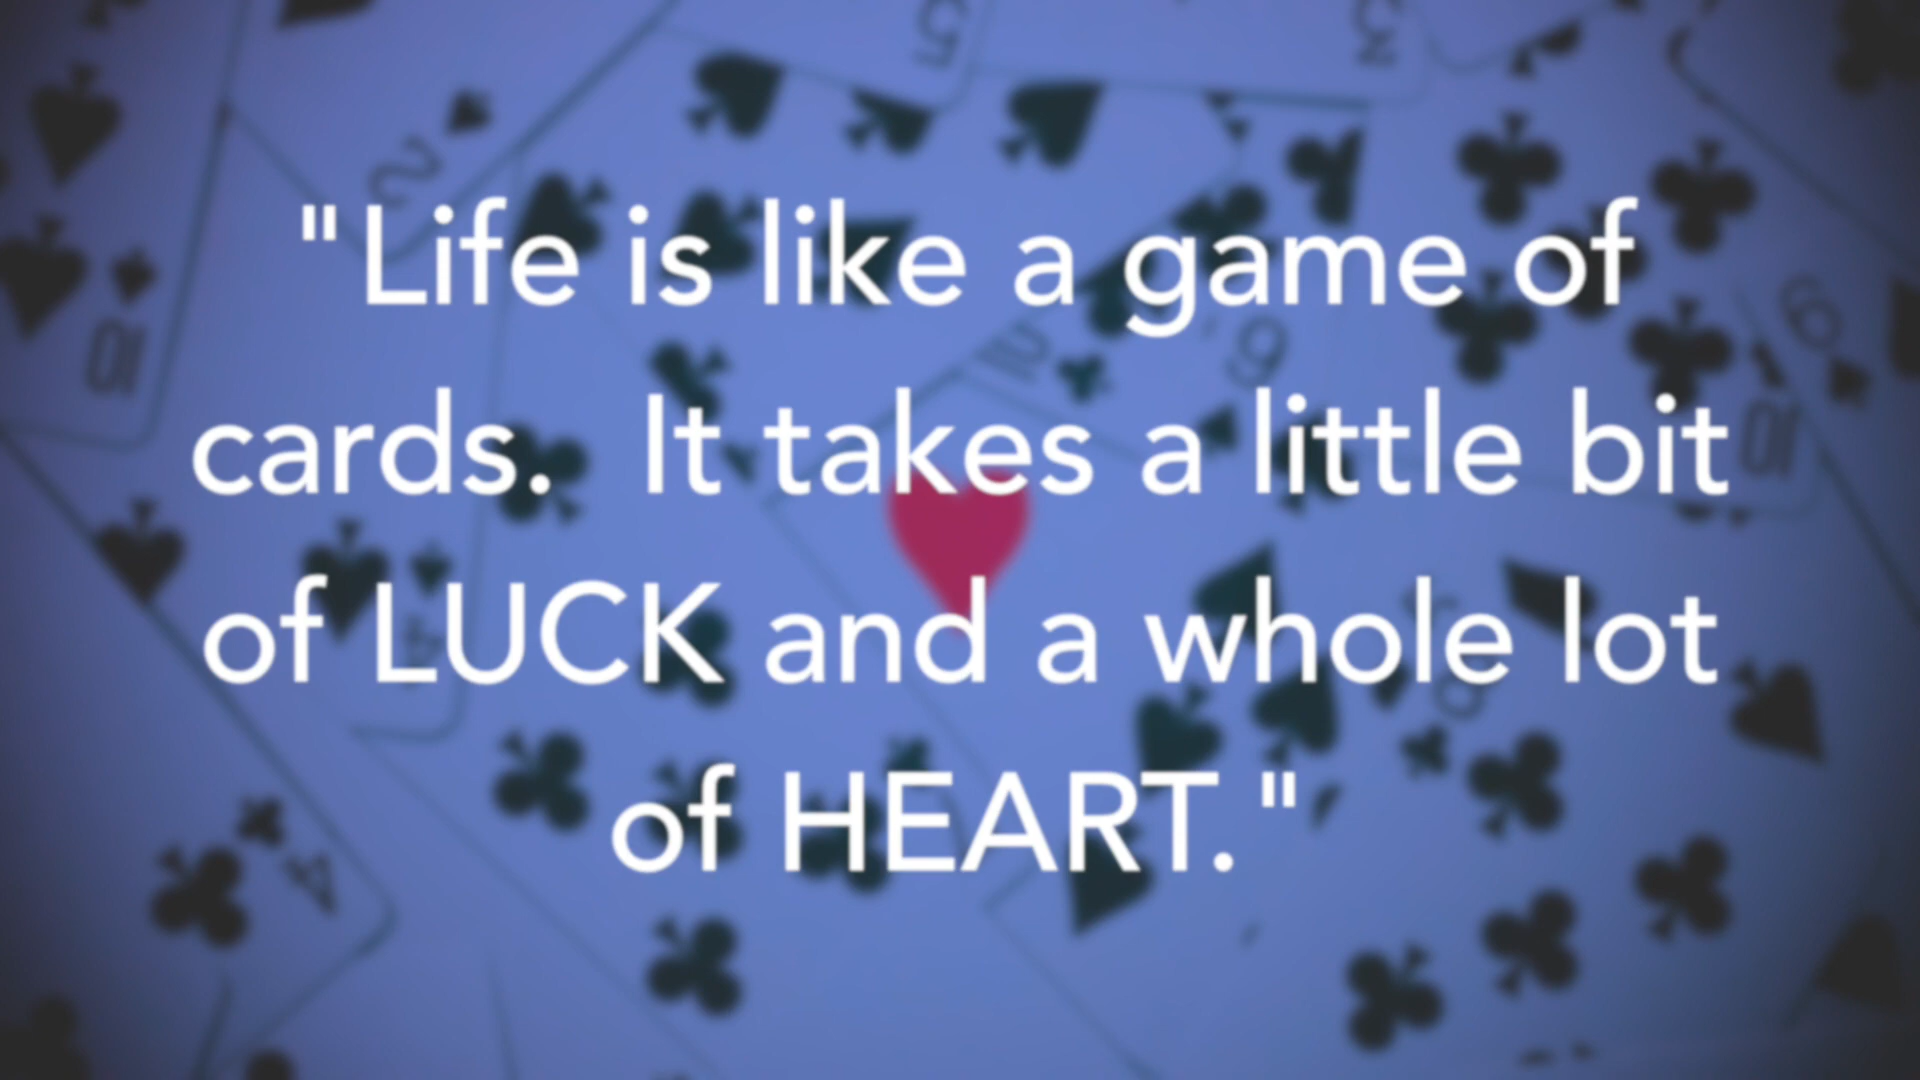 "Life is like a game of
cards.  It takes a little bit
of LUCK and a whole lot
of HEART."